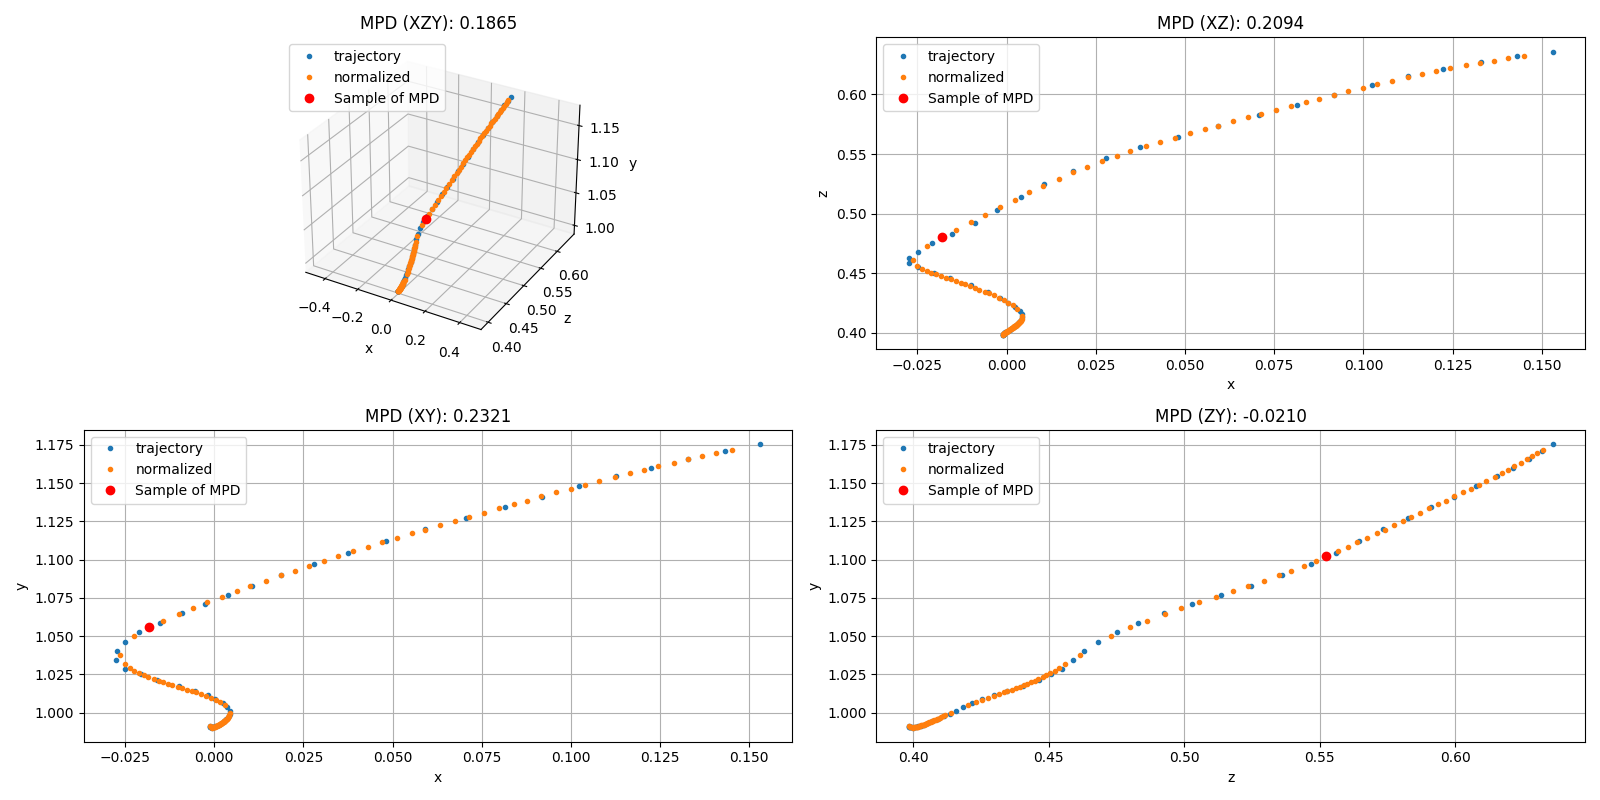 MPD (XZY): 0.1865
trajectory
normalized
Sample of MPD
1.15
1.10
1.05
1.00
y
0.60
0.55
0.50
0.45
0.40
z
−0.4
−0.2
0.0
0.2
0.4
x
MPD (XZ): 0.2094
trajectory
normalized
Sample of MPD
0.60
0.55
0.50
0.45
0.40
z
−0.025
0.000
0.025
0.050
0.075
0.100
0.125
0.150
x
MPD (XY): 0.2321
trajectory
normalized
Sample of MPD
1.175
1.150
1.125
1.100
1.075
1.050
1.025
1.000
y
−0.025
0.000
0.025
0.050
0.075
0.100
0.125
0.150
x
MPD (ZY): -0.0210
trajectory
normalized
Sample of MPD
1.175
1.150
1.125
1.100
1.075
1.050
1.025
1.000
y
0.40
0.45
0.50
0.55
0.60
z